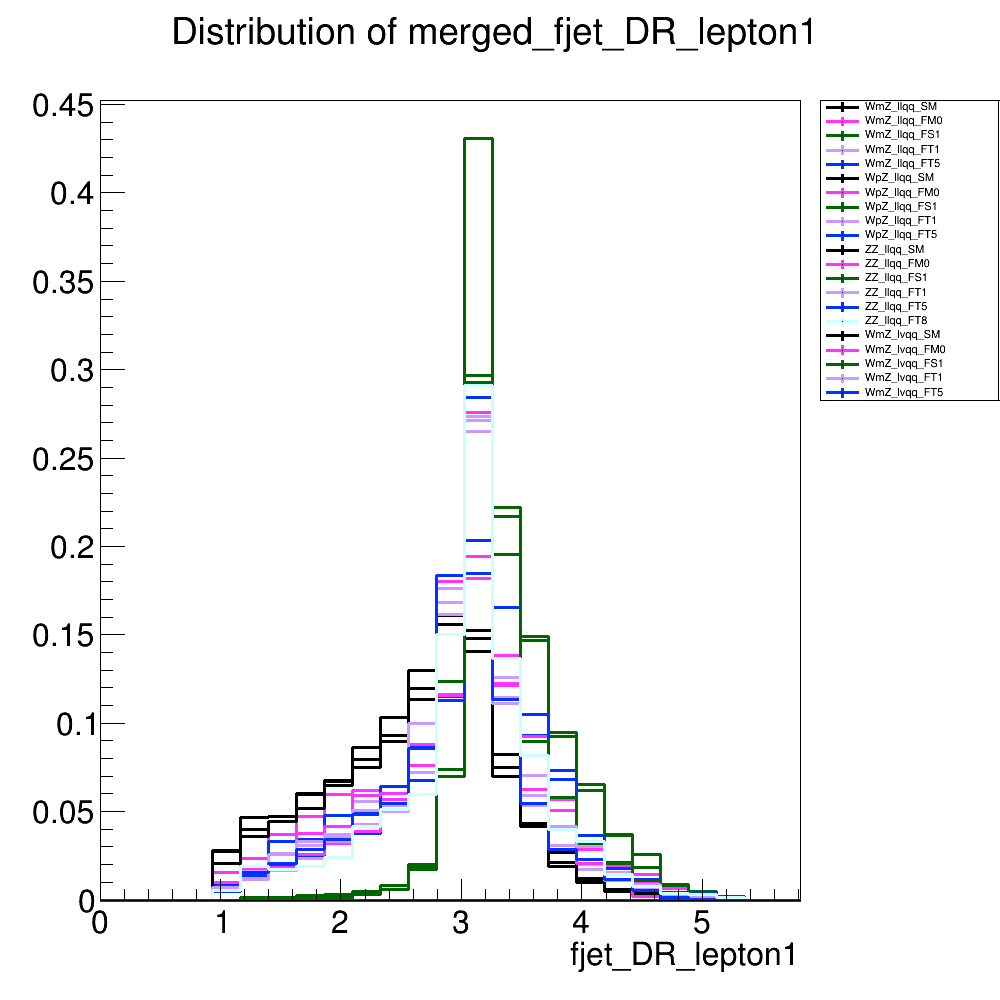 Distribution of merged_fjet_DR_lepton1
0.45
0.4
0.35
0.3
0.25
0.2
0.15
0.1
0.05
0
0 1 2 3 4 5
fjet_DR_lepton1
WmZ_llqq_SM
WmZ_llqq_FM0
WmZ_llqq_FS1
WmZ_llqq_FT1
WmZ_llqq_FT5
WpZ_llqq_SM
WpZ_llqq_FM0
WpZ_llqq_FS1
WpZ_llqq_FT1
WpZ_llqq_FT5
ZZ_llqq_SM
ZZ_llqq_FM0
ZZ_llqq_FS1
ZZ_llqq_FT1
ZZ_llqq_FT5
ZZ_llqq_FT8
WmZ_lvqq_SM
WmZ_lvqq_FM0
WmZ_lvqq_FS1
WmZ_lvqq_FT1
WmZ_lvqq_FT5